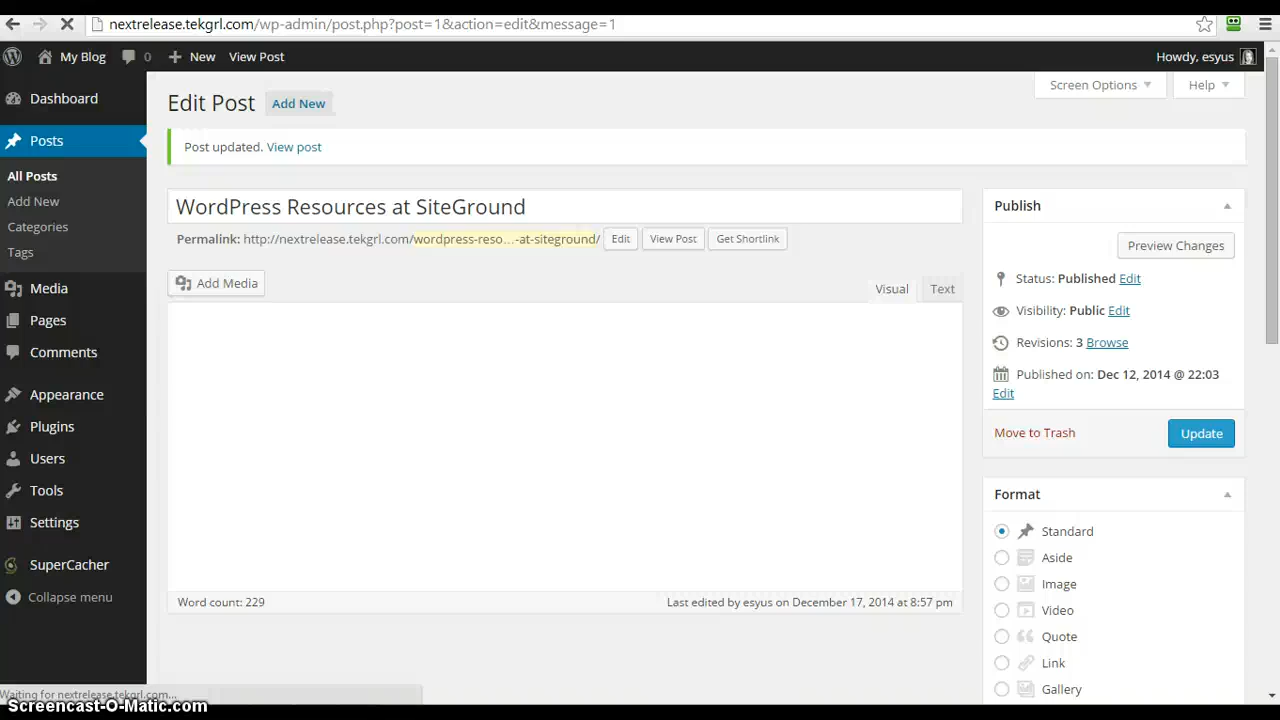 nextrelease.tekgrl.com/wp-admin/post.php?post=1&action=edit&message=1
My Blog 0 New View Post Howdy, esyus
Screen Options Help
Dashboard
Posts
All Posts
Add New
Categories
Tags
Media
Pages
Comments
Appearance
Plugins
Users
Tools
Settings
SuperCacher
Collapse menu
Edit Post Add New
Post updated. View post
WordPress Resources at SiteGround
Permalink: http://nextrelease.tekgrl.com/wordpress-reso…-at-siteground/ Edit View Post Get Shortlink
Add Media
Visual Text
Word count: 229 Last edited by esyus on December 17, 2014 at 8:57 pm
Publish
Preview Changes
Status: Published Edit
Visibility: Public Edit
Revisions: 3 Browse
Published on: Dec 12, 2014 @ 22:03
Edit
Move to Trash Update
Format
Standard
Aside
Image
Video
Quote
Link
Gallery
Waiting for nextrelease.tekgrl.com...
Screencast-O-Matic.com